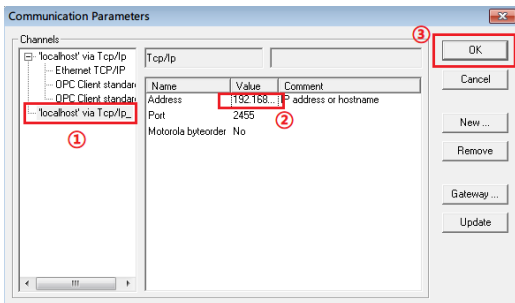 Communication Parameters
Channels
'localhost' via Tcp/Ip
Ethernet TCP/IP
OPC Client standar
OPC Client standar
'localhost' via Tcp/Ip_
①
Tcp/Ip
Name Value Comment
Address 192.168... IP address or hostname
Port 2455
②
Motorola byteorder No
③
OK
Cancel
New ...
Remove
Gateway ...
Update